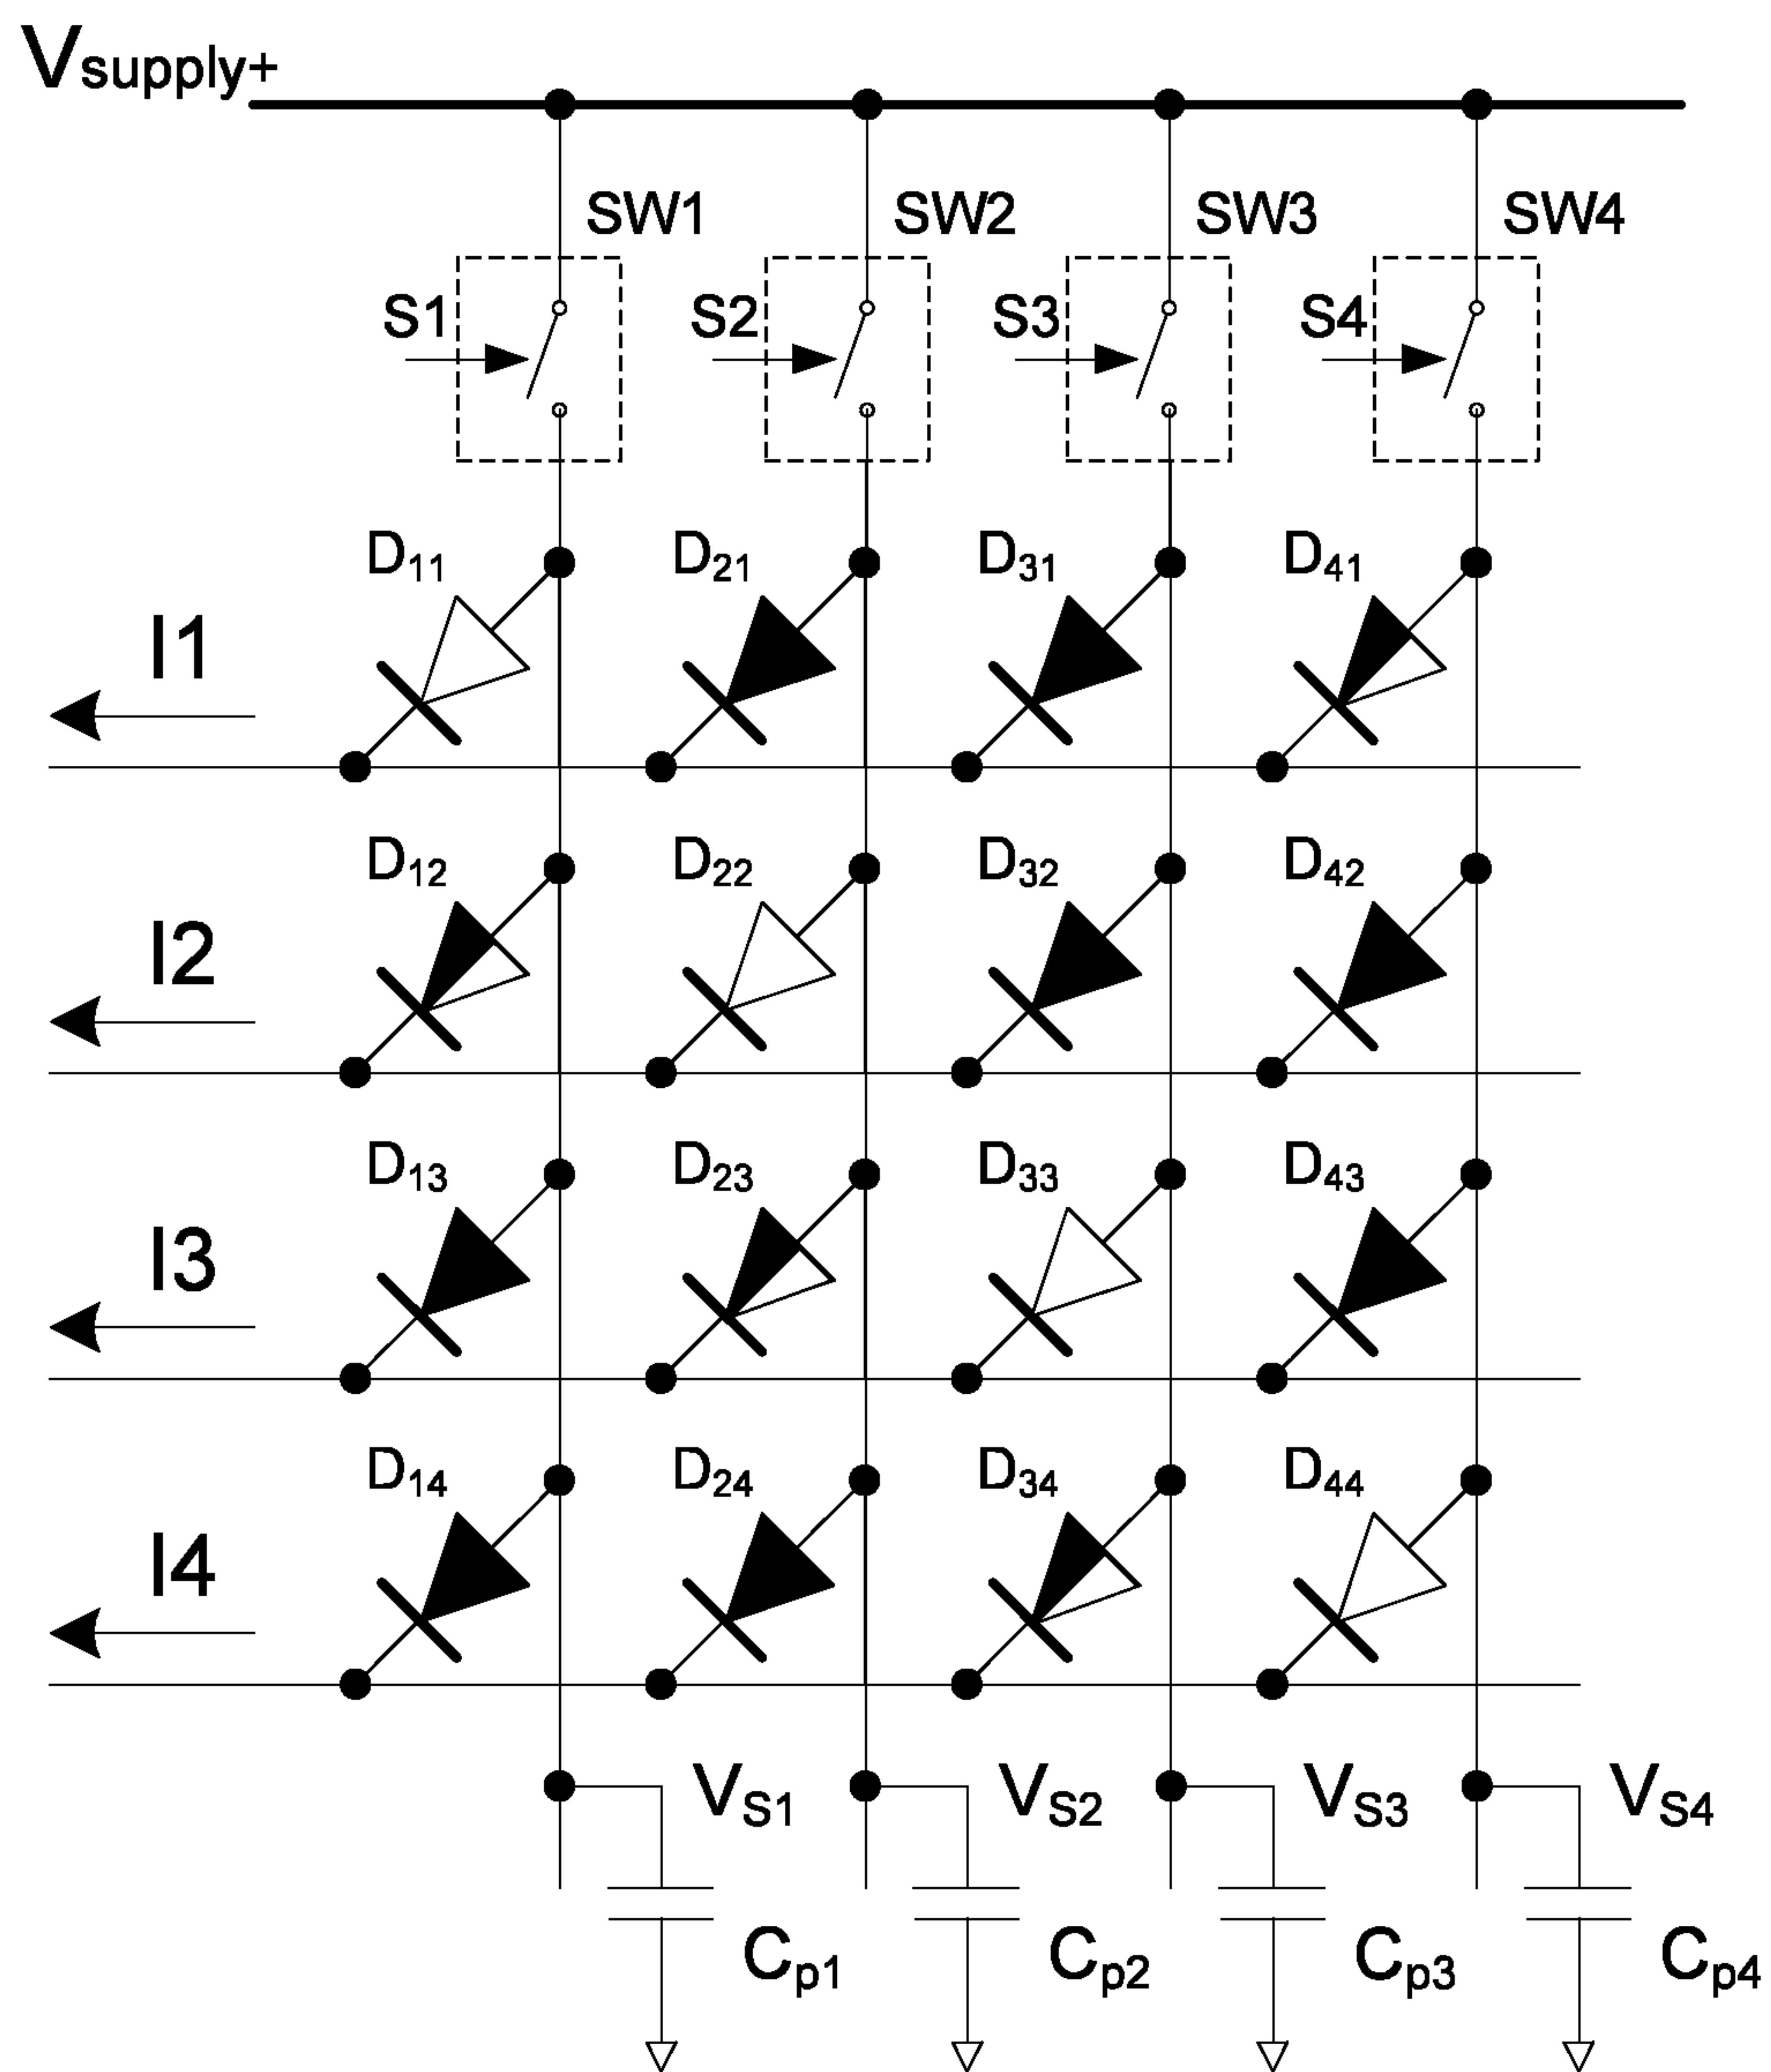 Vsupply+
SW1 SW2 SW3 SW4
S1 S2 S3 S4
D11 D21 D31 D41
I1
D12 D22 D32 D42
I2
D13 D23 D33 D43
I3
D14 D24 D34 D44
I4
VS1 VS2 VS3 VS4
Cp1 Cp2 Cp3 Cp4